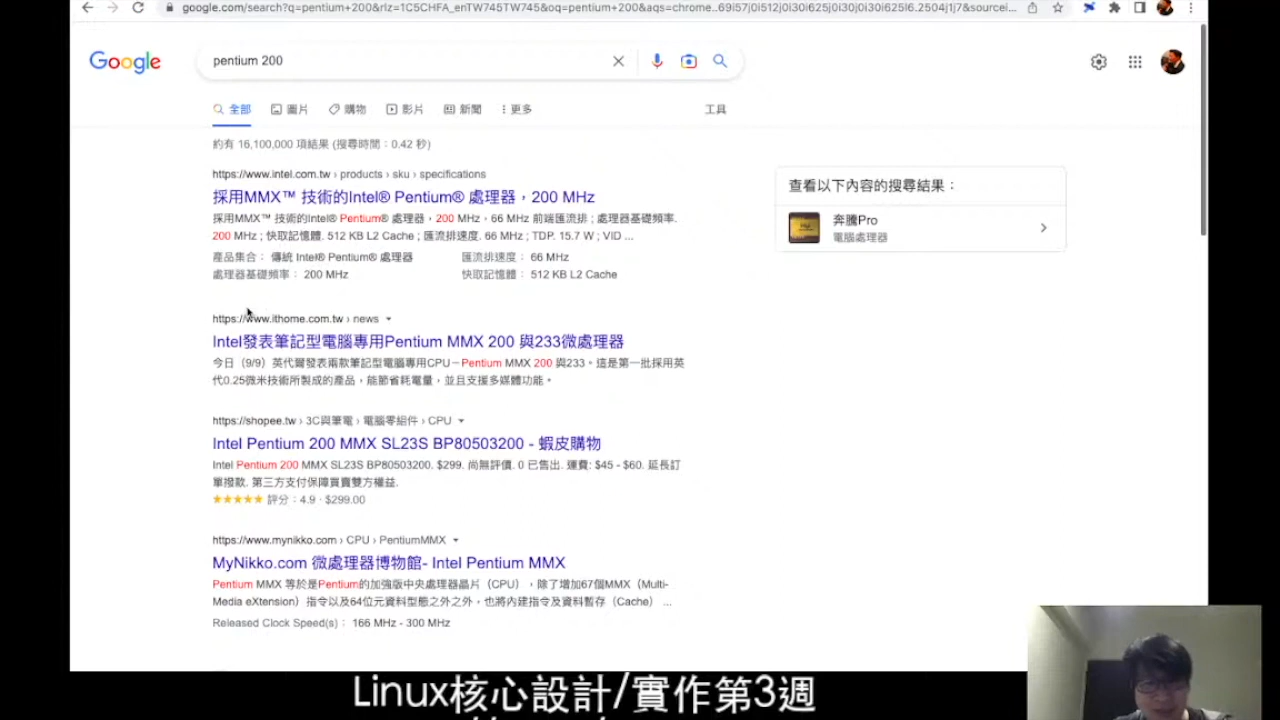 google.com/search?q=pentium+200&rlz=1C5CHFA_enTW745TW745&oq=pentium+200&aqs=chrome..69i57j0i512j0i30i625j0j0i30i625l6.2504j1j7&sourcei...
Google
pentium 200
全部
圖片
購物
影片
新聞
更多
工具
約有 16,100,000 項結果 (搜尋時間:0.42 秒)
https://www.intel.com.tw › products › sku › specifications
採用MMX™ 技術的Intel® Pentium® 處理器,200 MHz
採用MMX™ 技術的Intel® Pentium® 處理器,200 MHz,66 MHz 前端匯流排 ; 處理器基礎頻率.
200 MHz ; 快取記憶體. 512 KB L2 Cache ; 匯流排速度. 66 MHz ; TDP. 15.7 W ; VID ...
產品集合: 傳統 Intel® Pentium® 處理器
匯流排速度: 66 MHz
處理器基礎頻率: 200 MHz
快取記憶體: 512 KB L2 Cache
查看以下內容的搜尋結果:
奔騰Pro
電腦處理器
https://www.ithome.com.tw › news
Intel發表筆記型電腦專用Pentium MMX 200 與233微處理器
今日(9/9)英代爾發表兩款筆記型電腦專用CPU-Pentium MMX 200 與233。這是第一批採用英
代0.25微米技術所製成的產品,能節省耗電量,並且支援多媒體功能。
https://shopee.tw › 3C與筆電 › 電腦零組件 › CPU
Intel Pentium 200 MMX SL23S BP80503200 - 蝦皮購物
Intel Pentium 200 MMX SL23S BP80503200. $299. 尚無評價. 0 已售出. 運費: $45 - $60. 延長訂
單撥款. 第三方支付保障買賣雙方權益.
評分:4.9 · $299.00
https://www.mynikko.com › CPU › PentiumMMX
MyNikko.com 微處理器博物館- Intel Pentium MMX
Pentium MMX 等於是Pentium的加強版中央處理器晶片(CPU),除了增加67個MMX(Multi-
Media eXtension)指令以及64位元資料型態之外之外,也將內建指令及資料暫存(Cache) ...
Released Clock Speed(s): 166 MHz - 300 MHz
Linux核心設計/實作第3週